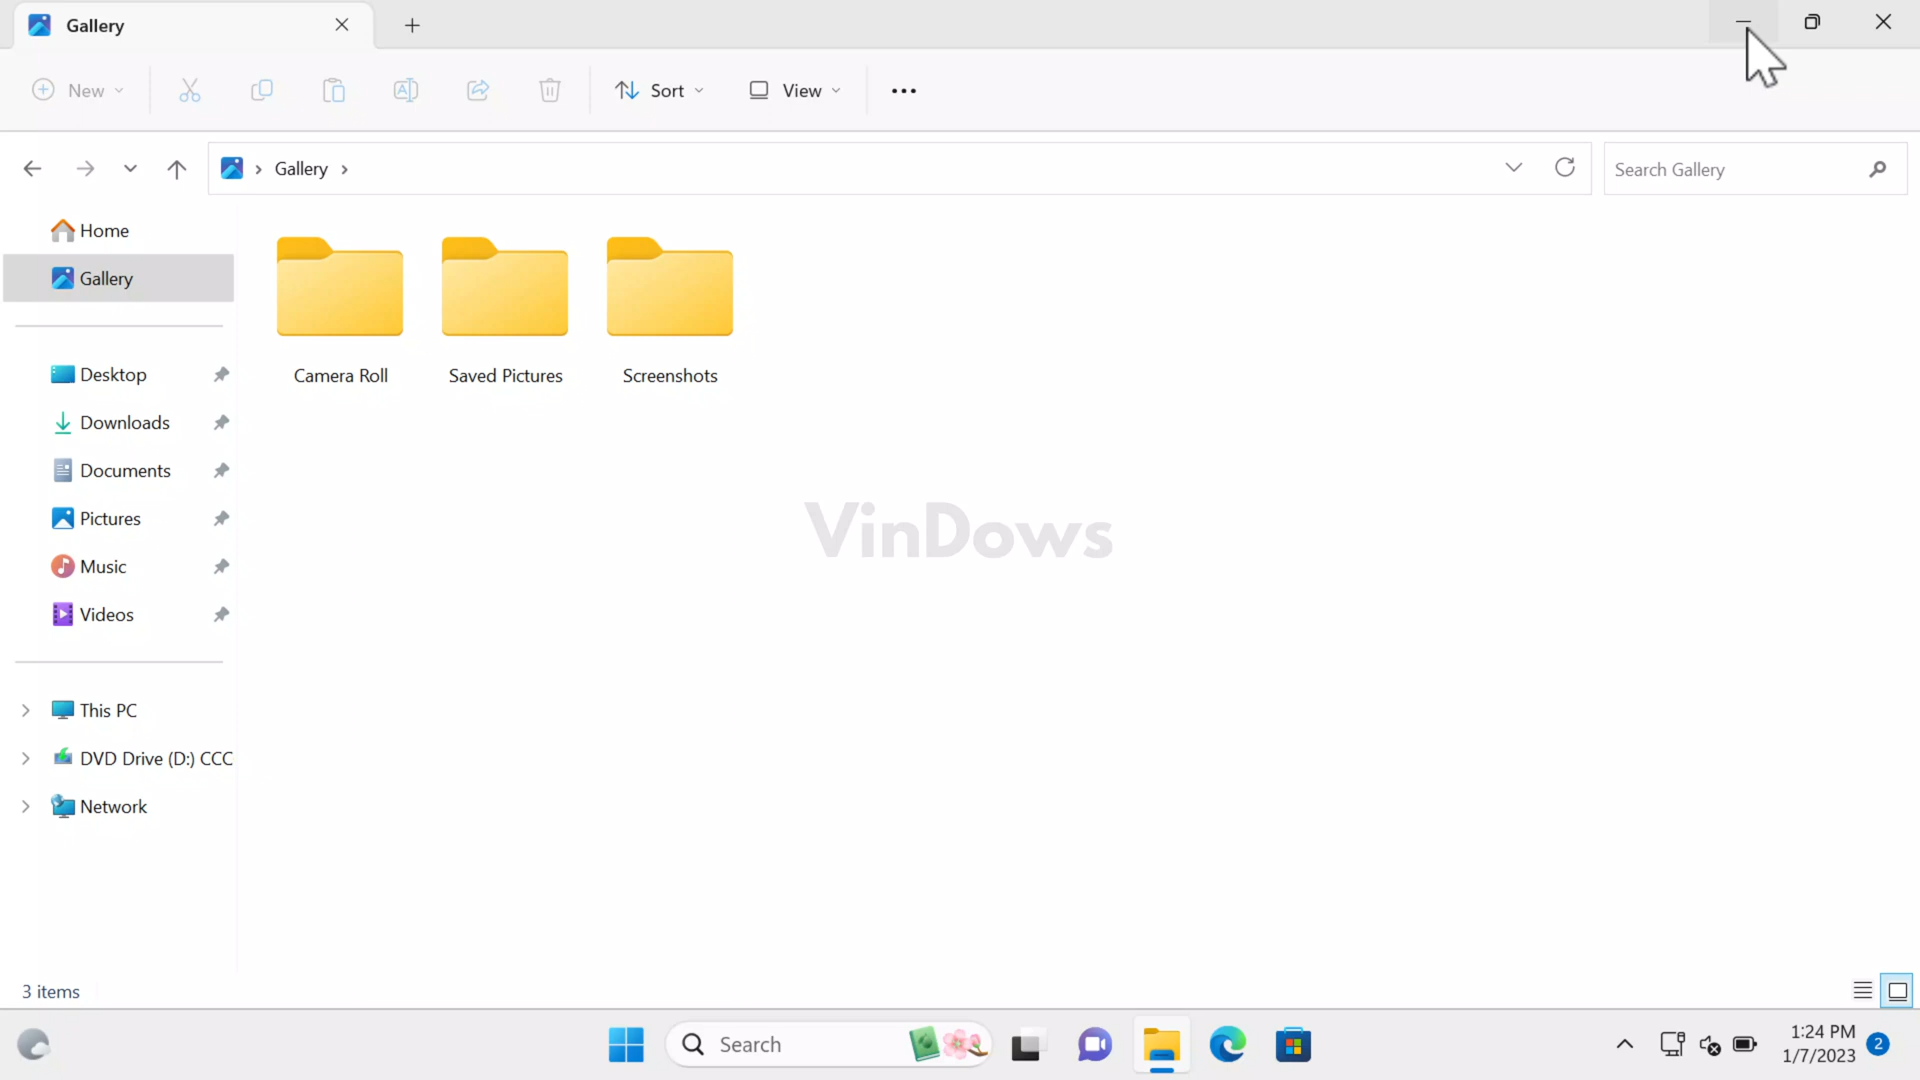 Gallery
New
Sort
View
Gallery
Search Gallery
Home
Gallery
Desktop
Downloads
Documents
Pictures
Music
Videos
This PC
DVD Drive (D:) CCC
Network
Camera Roll
Saved Pictures
Screenshots
VinDows
3 items
Search
1:24 PM
1/7/2023
2